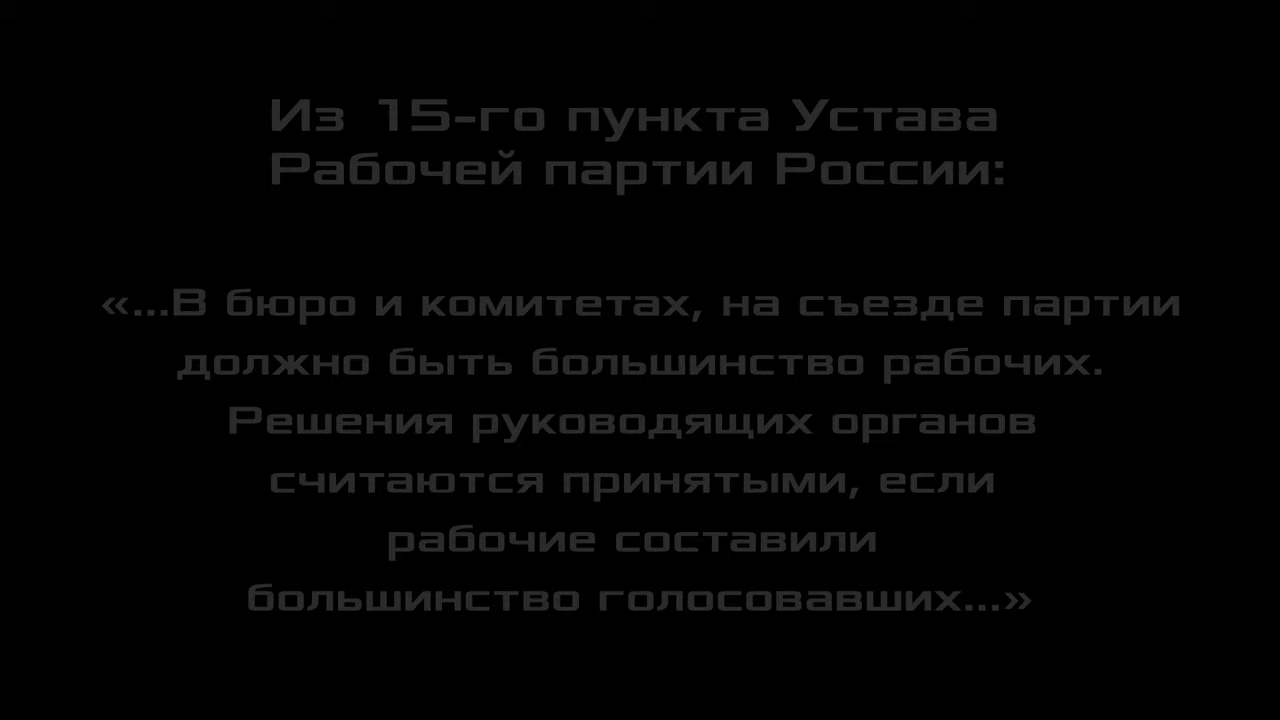 Из 15-го пункта Устава
Рабочей партии России:
«...В бюро и комитетах, на съезде партии
должно быть большинство рабочих.
Решения руководящих органов
считаются принятыми, если
рабочие составили
большинство голосовавших...»